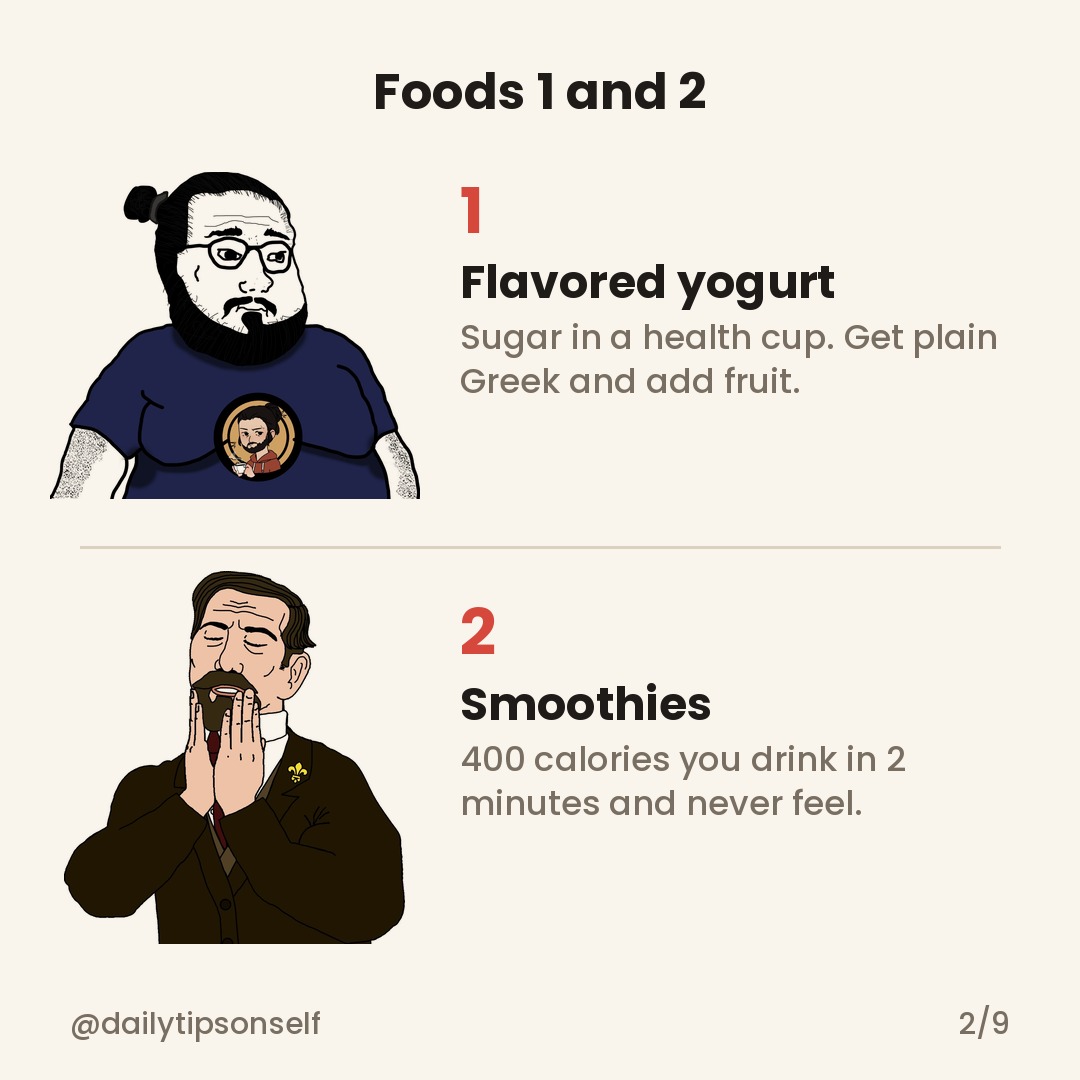 Foods 1 and 2
1
Flavored yogurt
Sugar in a health cup. Get plain
Greek and add fruit.
2
Smoothies
400 calories you drink in 2
minutes and never feel.
@dailytipsonself
2/9